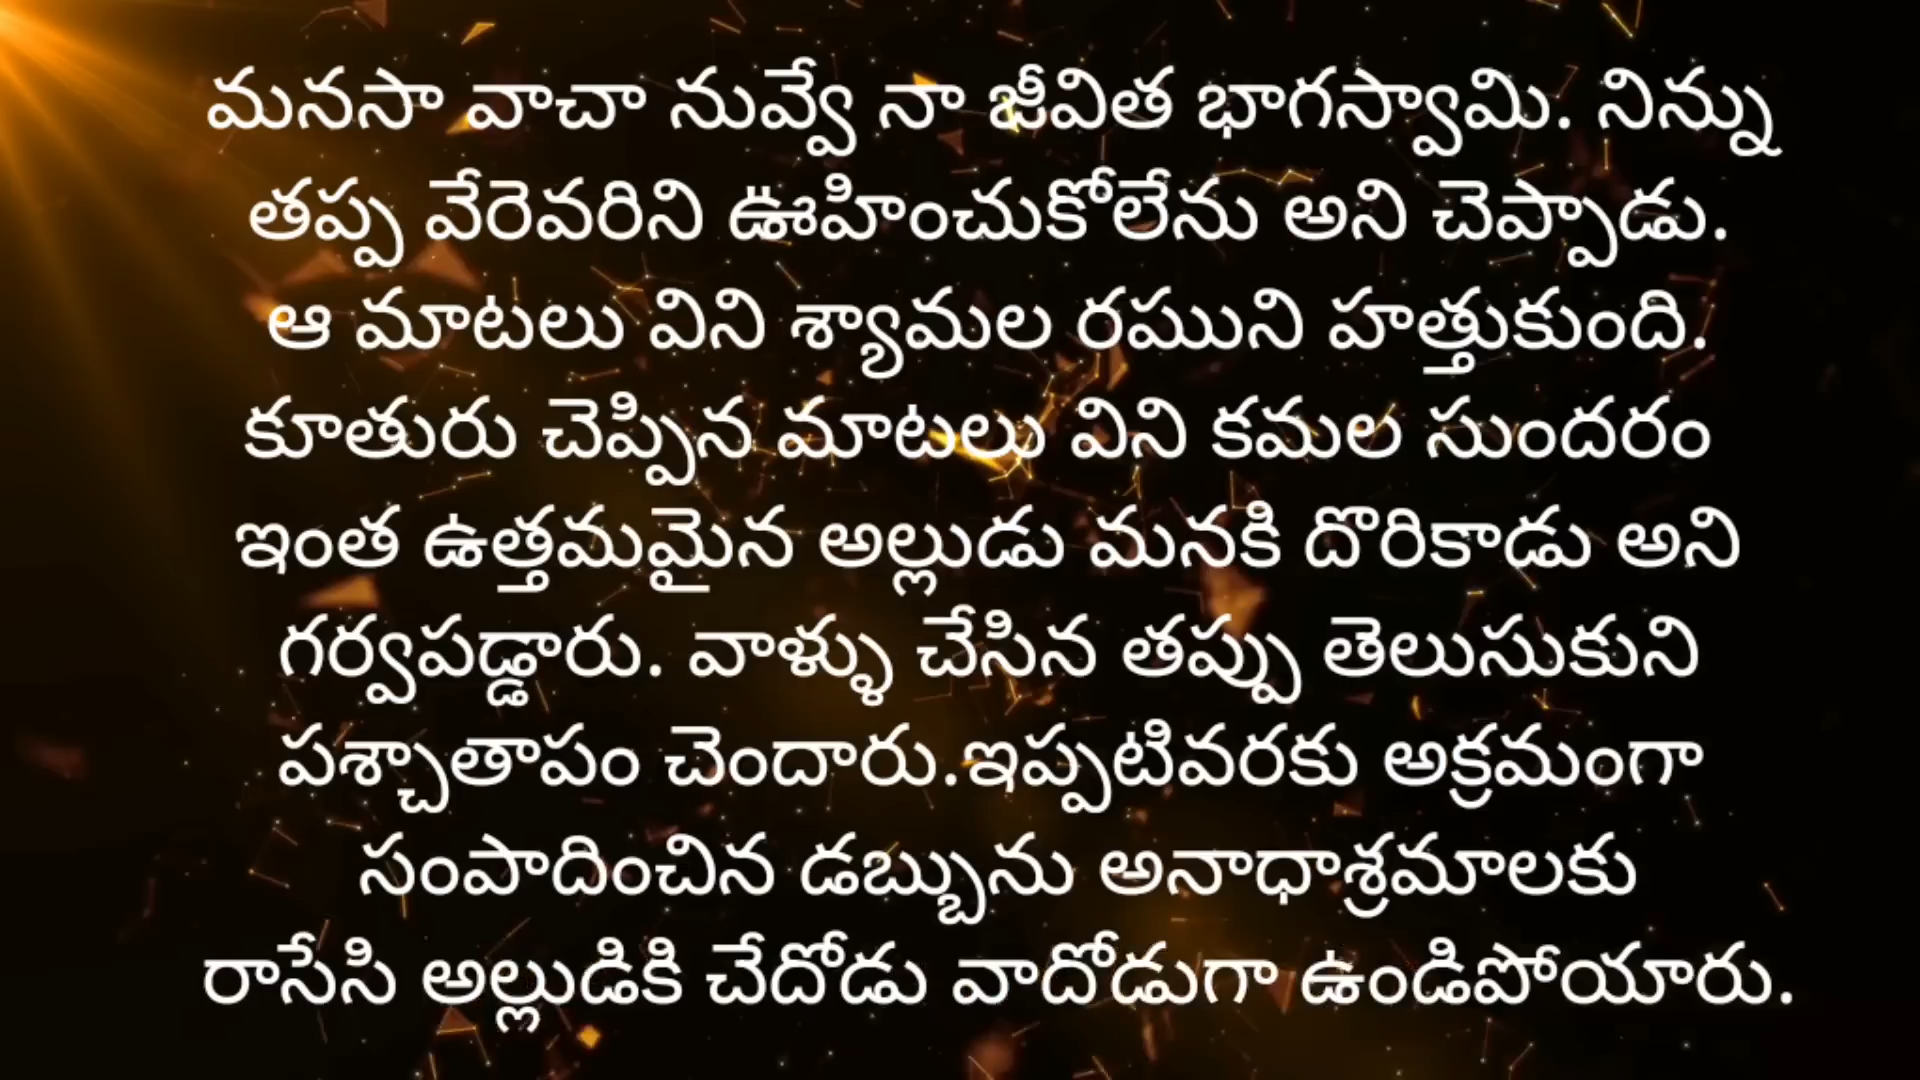 మనసా వాచా నువ్వే నా జీవిత భాగస్వామి. నిన్ను
తప్ప వేరెవరిని ఊహించుకోలేను అని చెప్పాడు.
ఆ మాటలు విని శ్యామల రఘుని హత్తుకుంది.
కూతురు చెప్పిన మాటలు విని కమల సుందరం
ఇంత ఉత్తమమైన అల్లుడు మనకి దొరికాడు అని
గర్వపడ్డారు. వాళ్ళు చేసిన తప్పు తెలుసుకుని
పశ్చాతాపం చెందారు.ఇప్పటివరకు అక్రమంగా
సంపాదించిన డబ్బును అనాధాశ్రమాలకు
రాసేసి అల్లుడికి చేదోడు వాదోడుగా ఉండిపోయారు.